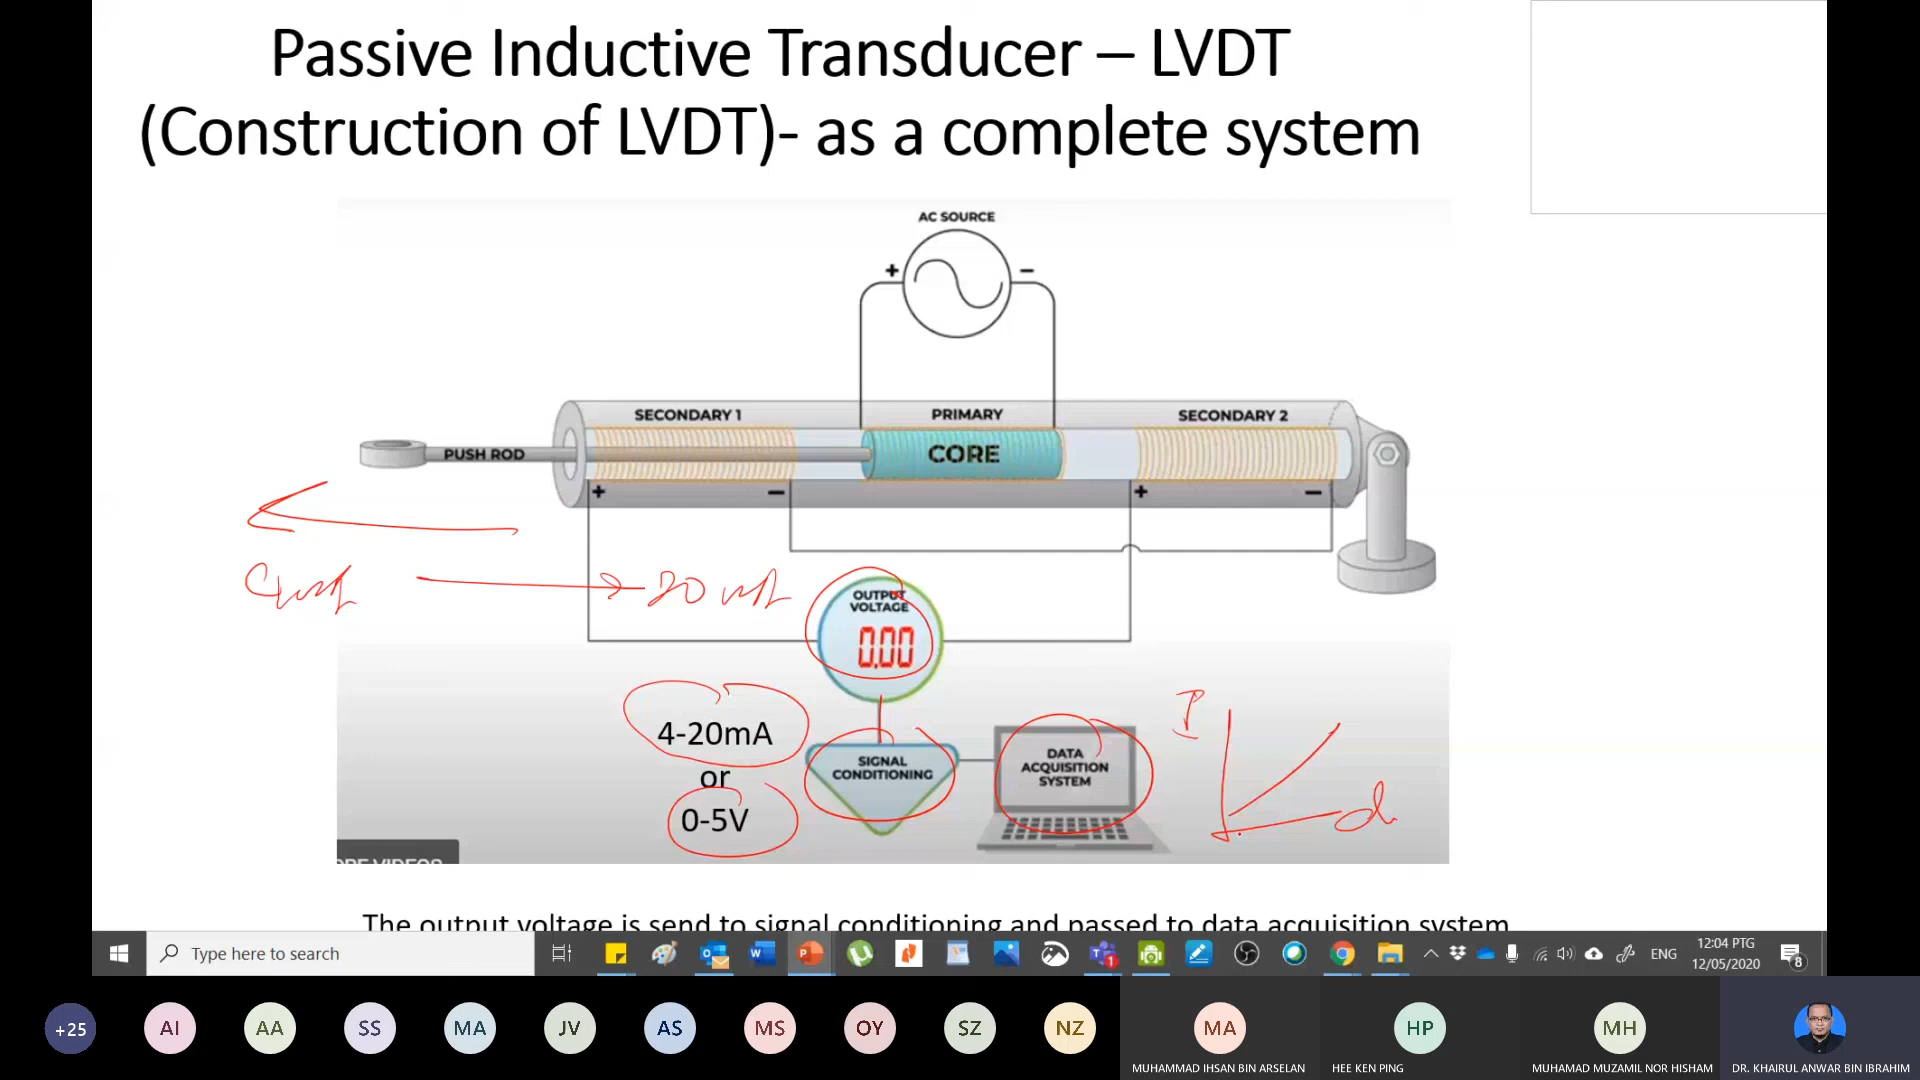 Passive Inductive Transducer – LVDT
(Construction of LVDT)- as a complete system
AC SOURCE
+
−
SECONDARY 1
PRIMARY
SECONDARY 2
PUSH ROD
CORE
+
−
+
−
20 mA
OUTPUT
VOLTAGE
0.00
4-20mA
or
0-5V
SIGNAL
CONDITIONING
DATA
ACQUISITION
SYSTEM
I
d
The output voltage is send to signal conditioning and passed to data acquisition system
Type here to search
1
ENG
12:04 PTG
12/05/2020
8
+25
AI
AA
SS
MA
JV
AS
MS
OY
SZ
NZ
MA
HP
MH
MUHAMMAD IHSAN BIN ARSELAN
HEE KEN PING
MUHAMAD MUZAMIL NOR HISHAM
DR. KHAIRUL ANWAR BIN IBRAHIM